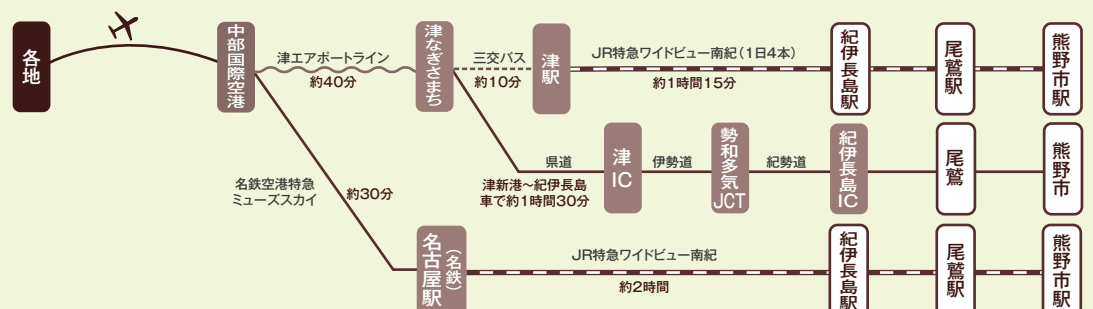 各地
中部国際空港
津エアポートライン
約40分
津なぎさまち
三交バス
約10分
津駅
JR特急ワイドビュー南紀(1日4本)
約1時間15分
紀伊長島駅
尾鷲駅
熊野市駅
県道
津新港〜紀伊長島
車で約1時間30分
津IC
伊勢道
勢和多気JCT
紀勢道
紀伊長島IC
尾鷲
熊野市
名鉄空港特急
ミュースカイ
約30分
名古屋駅
(名鉄)
JR特急ワイドビュー南紀
約2時間
紀伊長島駅
尾鷲駅
熊野市駅